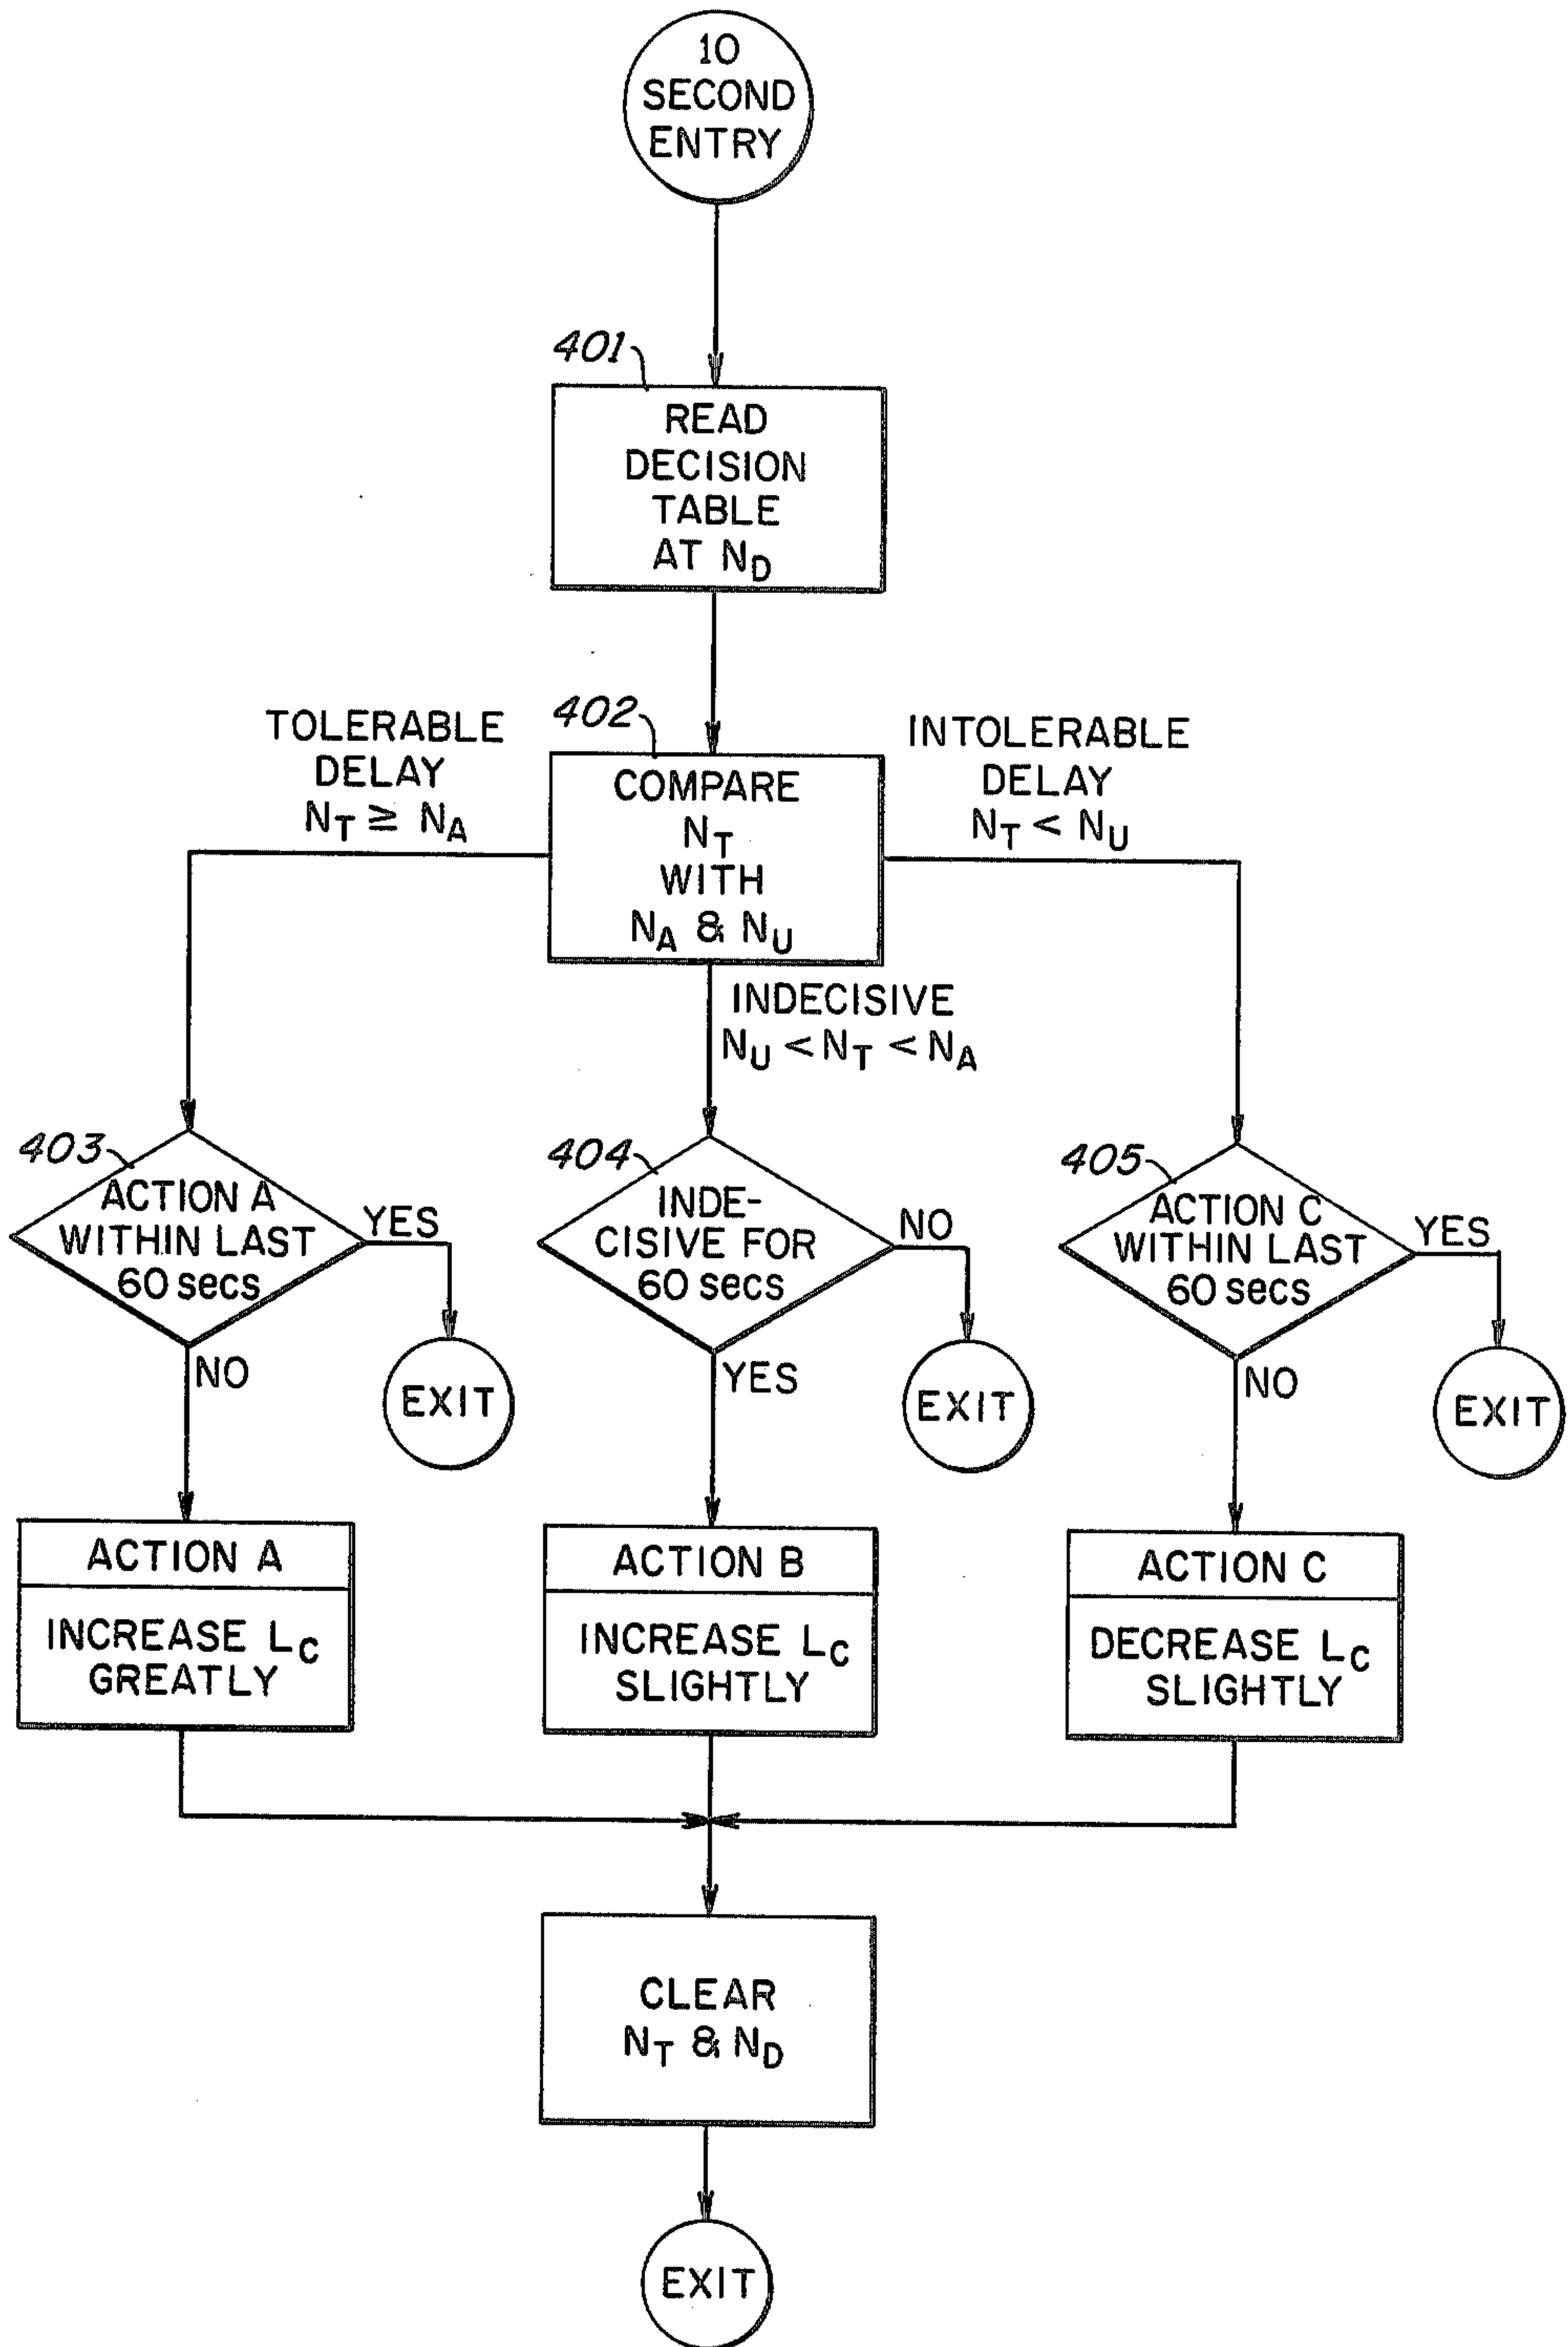 10
SECOND
ENTRY
401
READ
DECISION
TABLE
AT N_D
TOLERABLE
DELAY
N_T ≥ N_A
402
COMPARE
N_T
WITH
N_A & N_U
INTOLERABLE
DELAY
N_T < N_U
INDECISIVE
N_U < N_T < N_A
403
ACTION A
WITHIN LAST
60 secs
YES
EXIT
NO
404
INDE-
CISIVE FOR
60 secs
NO
EXIT
YES
405
ACTION C
WITHIN LAST
60 secs
YES
EXIT
NO
ACTION A
INCREASE L_C
GREATLY
ACTION B
INCREASE L_C
SLIGHTLY
ACTION C
DECREASE L_C
SLIGHTLY
CLEAR
N_T & N_D
EXIT